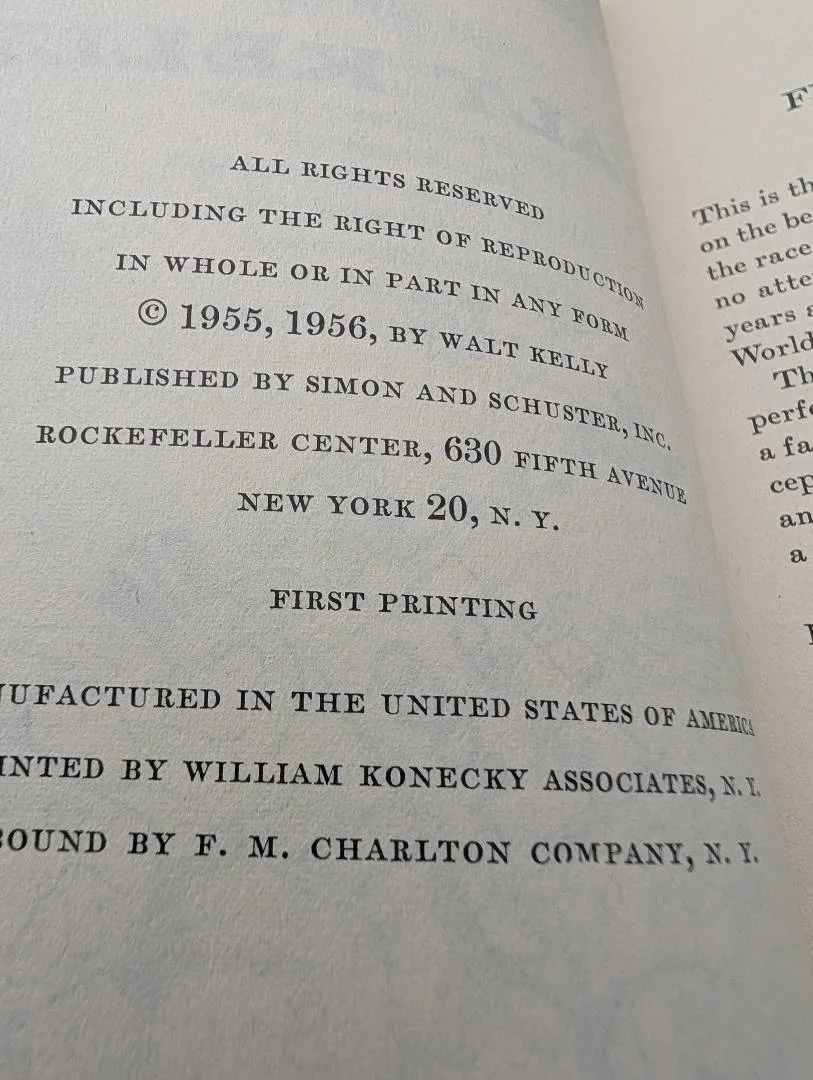 ALL RIGHTS RESERVED
INCLUDING THE RIGHT OF REPRODUCTION
IN WHOLE OR IN PART IN ANY FORM
© 1955, 1956, BY WALT KELLY
PUBLISHED BY SIMON AND SCHUSTER, INC.
ROCKEFELLER CENTER, 630 FIFTH AVENUE
NEW YORK 20, N. Y.
FIRST PRINTING
NUFACTURED IN THE UNITED STATES OF AMERICA
INTED BY WILLIAM KONECKY ASSOCIATES, N. Y.
BOUND BY F. M. CHARLTON COMPANY, N. Y.
This is th
on the be
the race
no atte
years a
World
Th
perfo
a fa
cep
an
a